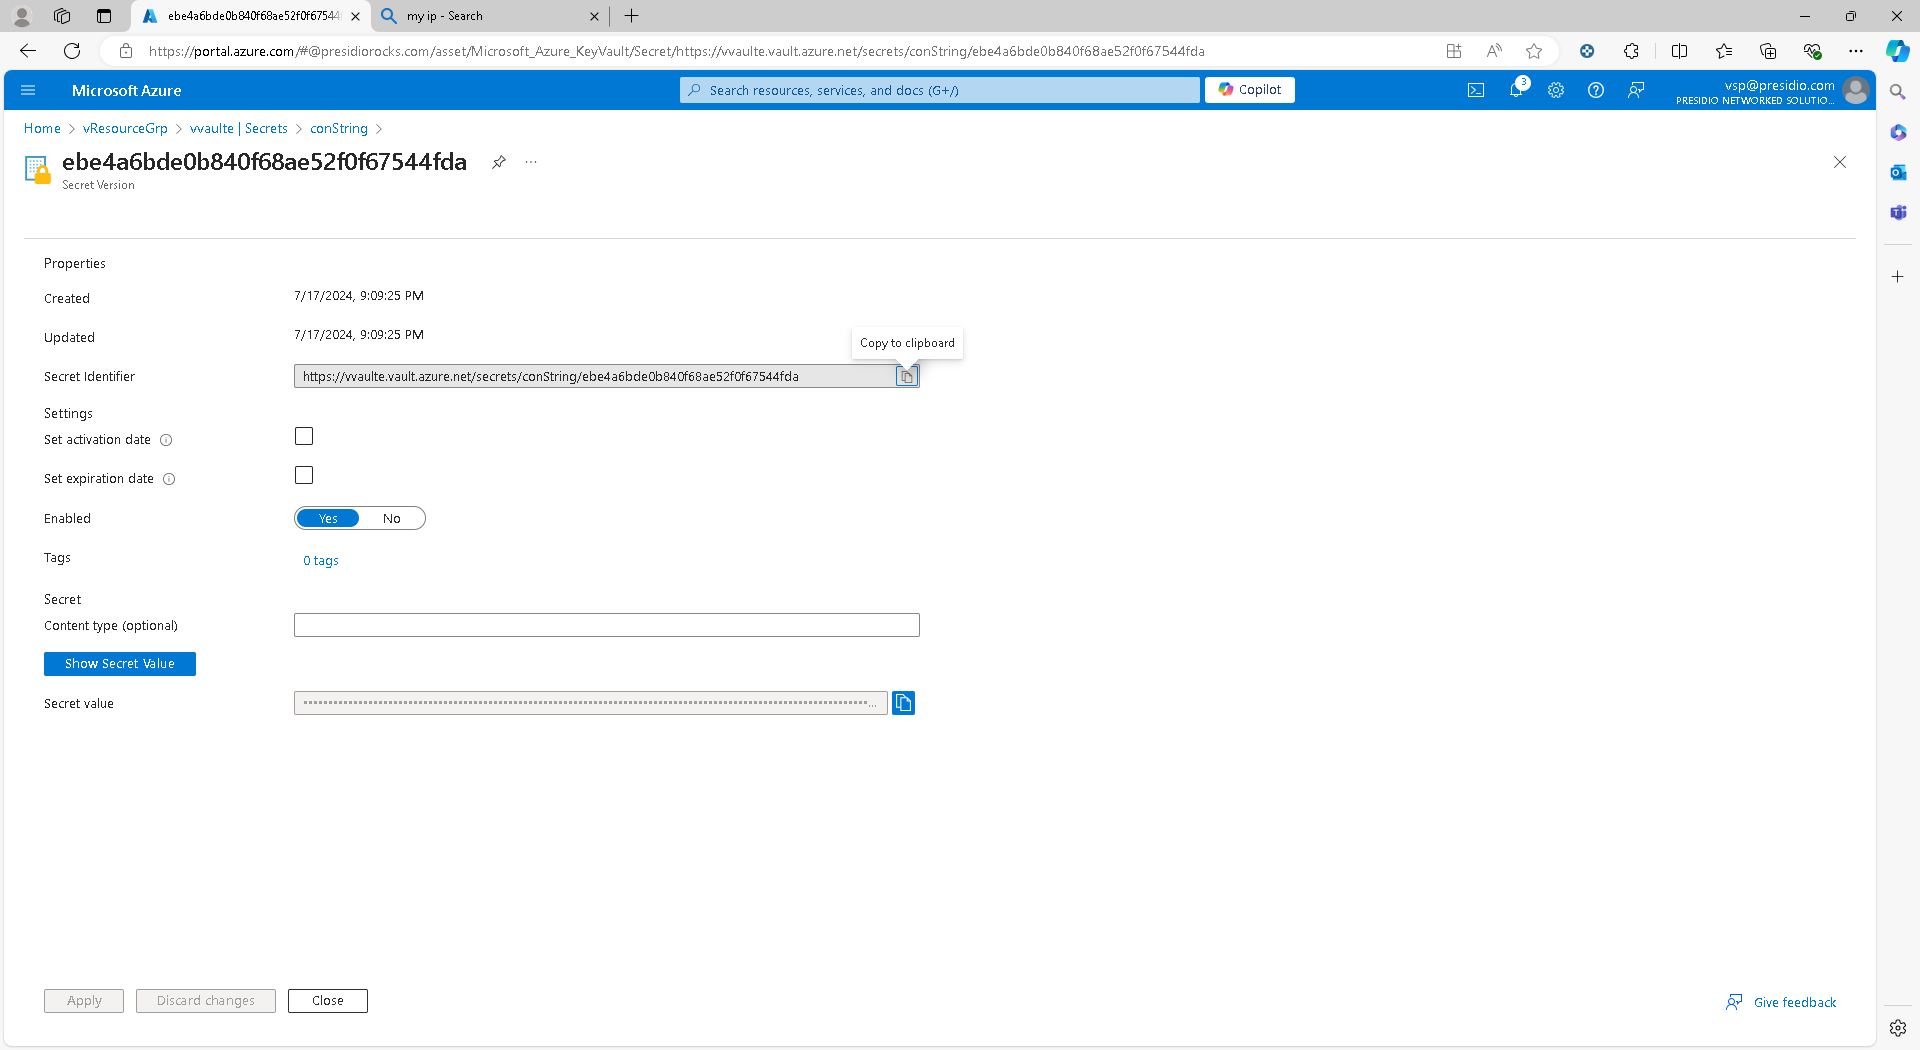 ebe4a6bde0b840f68ae52f0f67544
my ip - Search
https://portal.azure.com/#@presidiorocks.com/asset/Microsoft_Azure_KeyVault/Secret/https://vvaulte.vault.azure.net/secrets/conString/ebe4a6bde0b840f68ae52f0f67544fda
Microsoft Azure
Search resources, services, and docs (G+/)
Copilot
3
vsp@presidio.com
PRESIDIO NETWORKED SOLUTIO...
Home > vResourceGrp > vvaulte | Secrets > conString >
ebe4a6bde0b840f68ae52f0f67544fda
Secret Version
Properties
Created 7/17/2024, 9:09:25 PM
Updated 7/17/2024, 9:09:25 PM
Copy to clipboard
Secret Identifier https://vvaulte.vault.azure.net/secrets/conString/ebe4a6bde0b840f68ae52f0f67544fda
Settings
Set activation date
Set expiration date
Enabled Yes No
Tags 0 tags
Secret
Content type (optional)
Show Secret Value
Secret value
Apply Discard changes Close
Give feedback